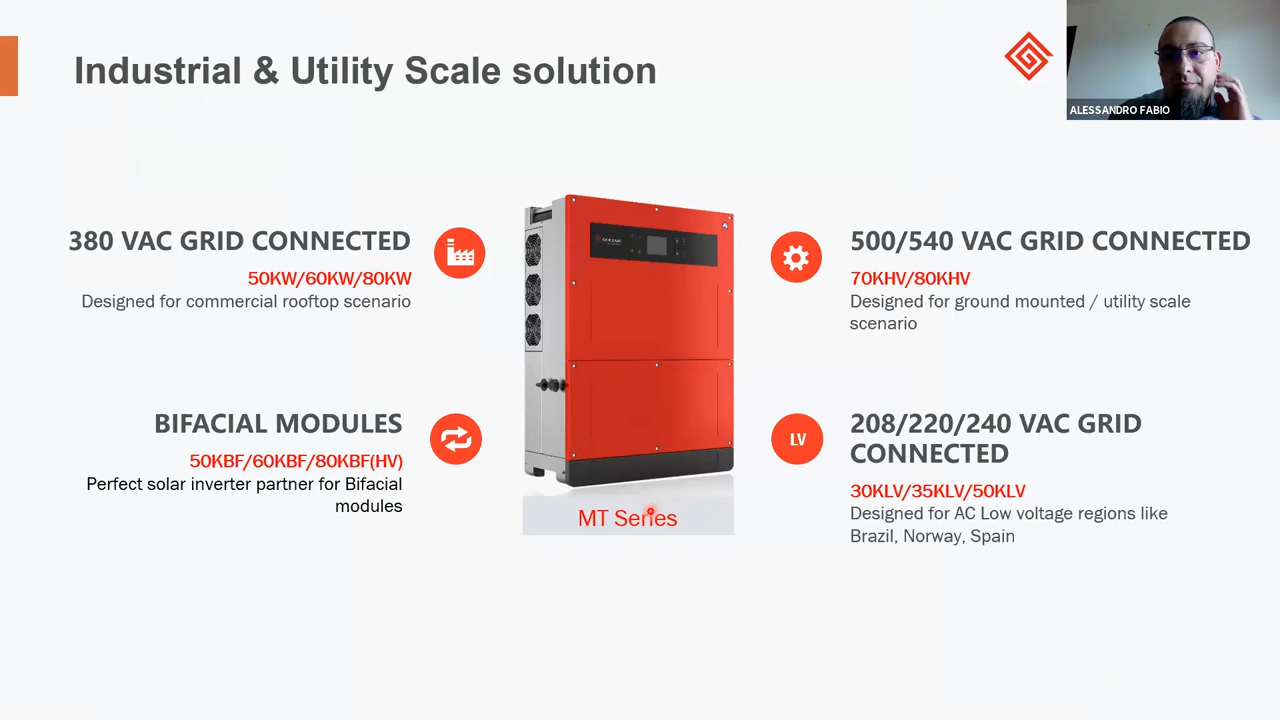 Industrial & Utility Scale solution
ALESSANDRO FABIO
380 VAC GRID CONNECTED
50KW/60KW/80KW
Designed for commercial rooftop scenario
500/540 VAC GRID CONNECTED
70KHV/80KHV
Designed for ground mounted / utility scale
scenario
BIFACIAL MODULES
50KBF/60KBF/80KBF(HV)
Perfect solar inverter partner for Bifacial
modules
LV
208/220/240 VAC GRID
CONNECTED
30KLV/35KLV/50KLV
Designed for AC Low voltage regions like
Brazil, Norway, Spain
MT Series